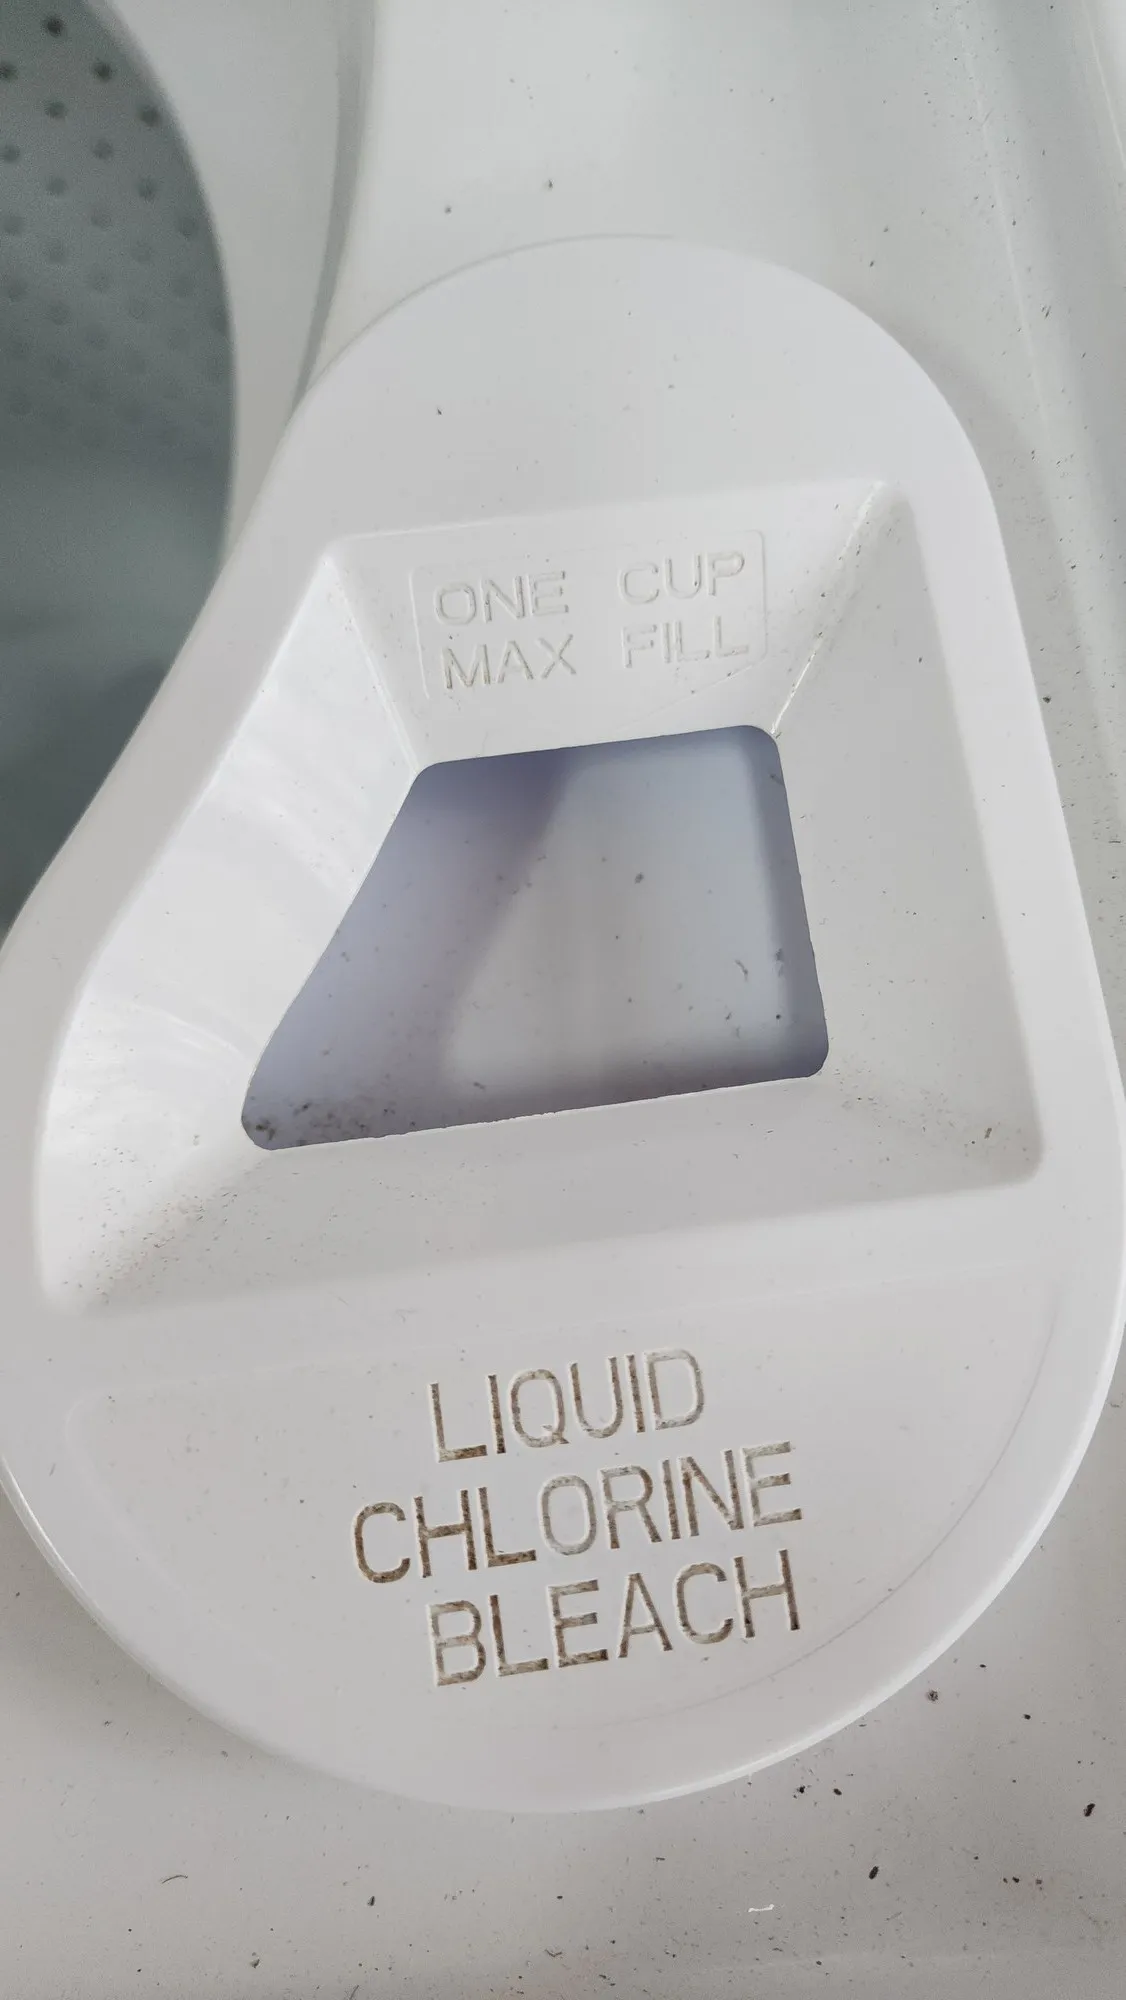 ONE CUP
MAX FILL
LIQUID
CHLORINE
BLEACH